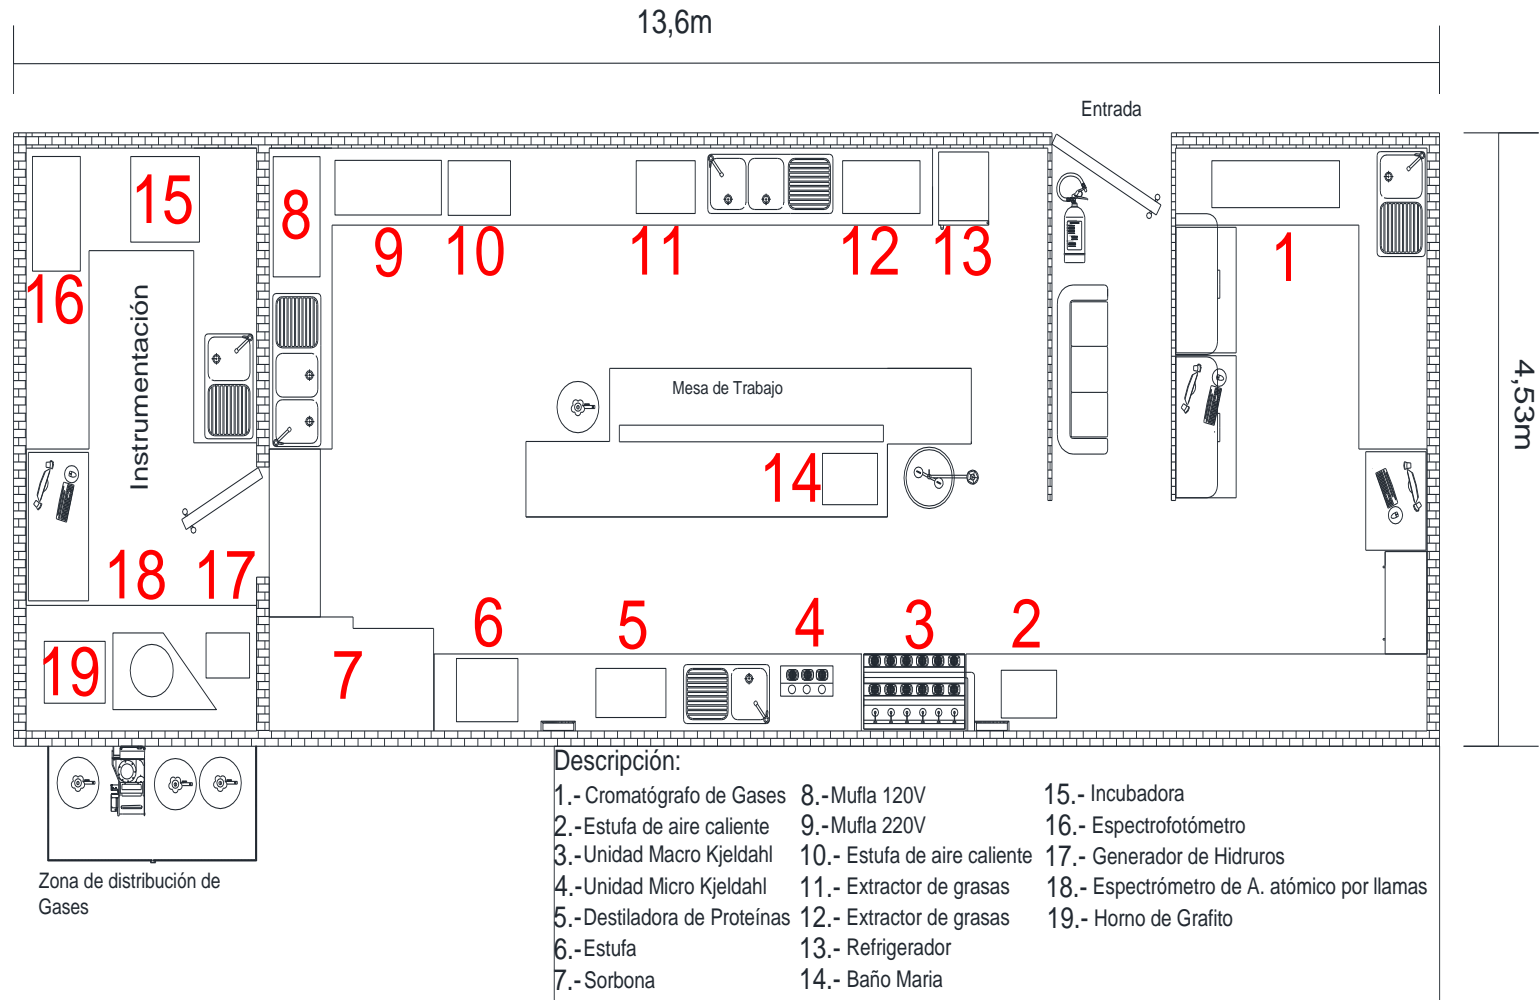 13,6m
Entrada
15
8
16
9
10
11
12
13
1
Instrumentación
Mesa de Trabajo
14
4,53m
18
17
19
7
6
5
4
3
2
Descripción:
1.- Cromatógrafo de Gases
2.-Estufa de aire caliente
3.-Unidad Macro Kjeldahl
4.-Unidad Micro Kjeldahl
5.-Destiladora de Proteínas
6.-Estufa
7.-Sorbona
8.-Mufla 120V
9.-Mufla 220V
10.- Estufa de aire caliente
11.- Extractor de grasas
12.- Extractor de grasas
13.- Refrigerador
14.- Baño Maria
15.- Incubadora
16.- Espectrofotómetro
17.- Generador de Hidruros
18.- Espectrómetro de A. atómico por llamas
19.- Horno de Grafito
Zona de distribución de
Gases